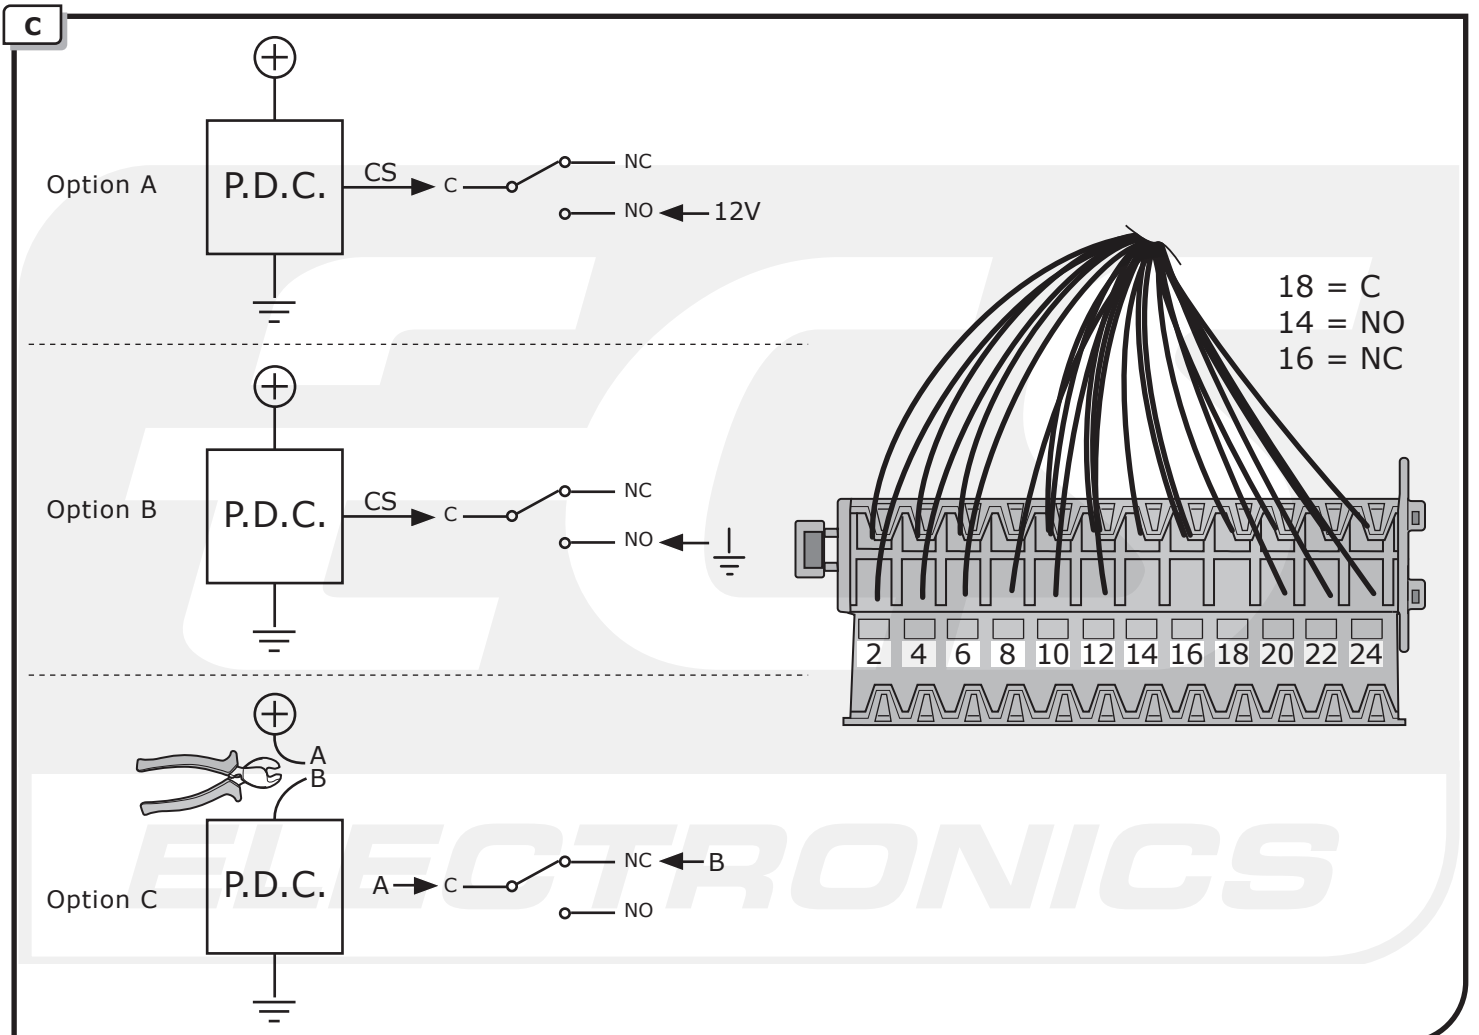 C
Option A
P.D.C.
CS
C
NC
NO
12V
Option B
P.D.C.
CS
C
NC
NO
A
B
Option C
P.D.C.
A
C
NC
B
NO
18 = C
14 = NO
16 = NC
2 4 6 8 10 12 14 16 18 20 22 24
ECS
ELECTRONICS